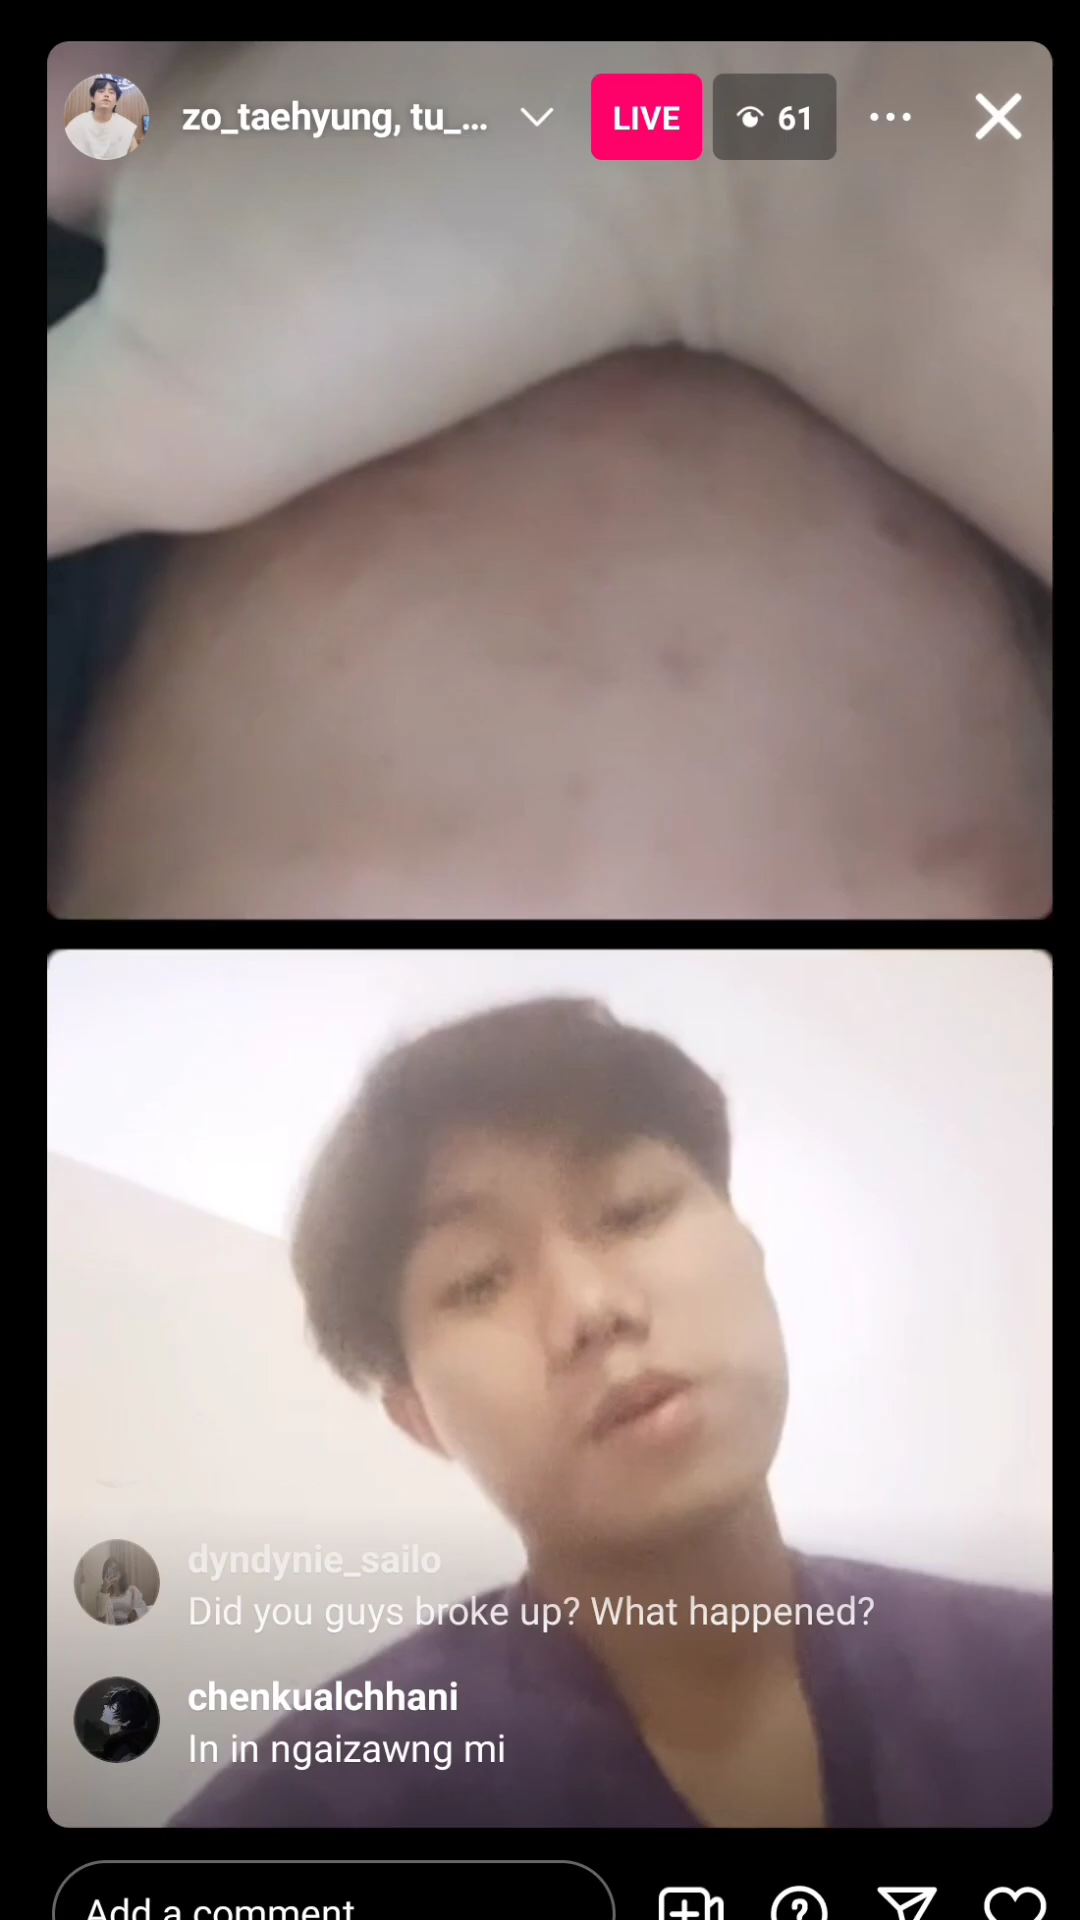 zo_taehyung, tu_...
LIVE
61
dyndynie_sailo
Did you guys broke up? What happened?
chenkualchhani
In in ngaizawng mi
Add a comment